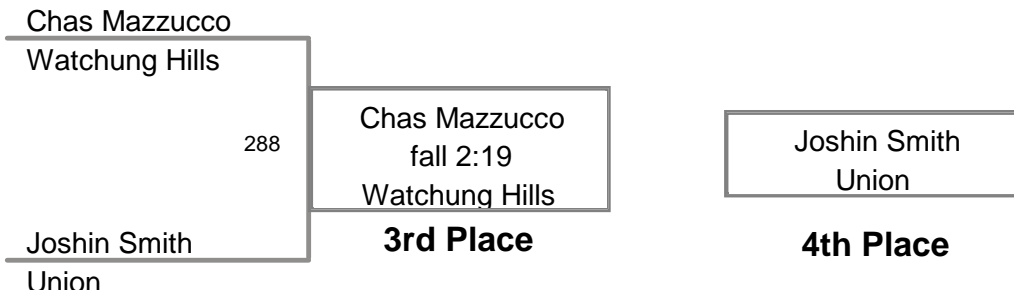 Chas Mazzucco
Watchung Hills
288
Chas Mazzucco
fall 2:19
Watchung Hills
3rd Place
Joshin Smith
Union
4th Place
Joshin Smith
Union